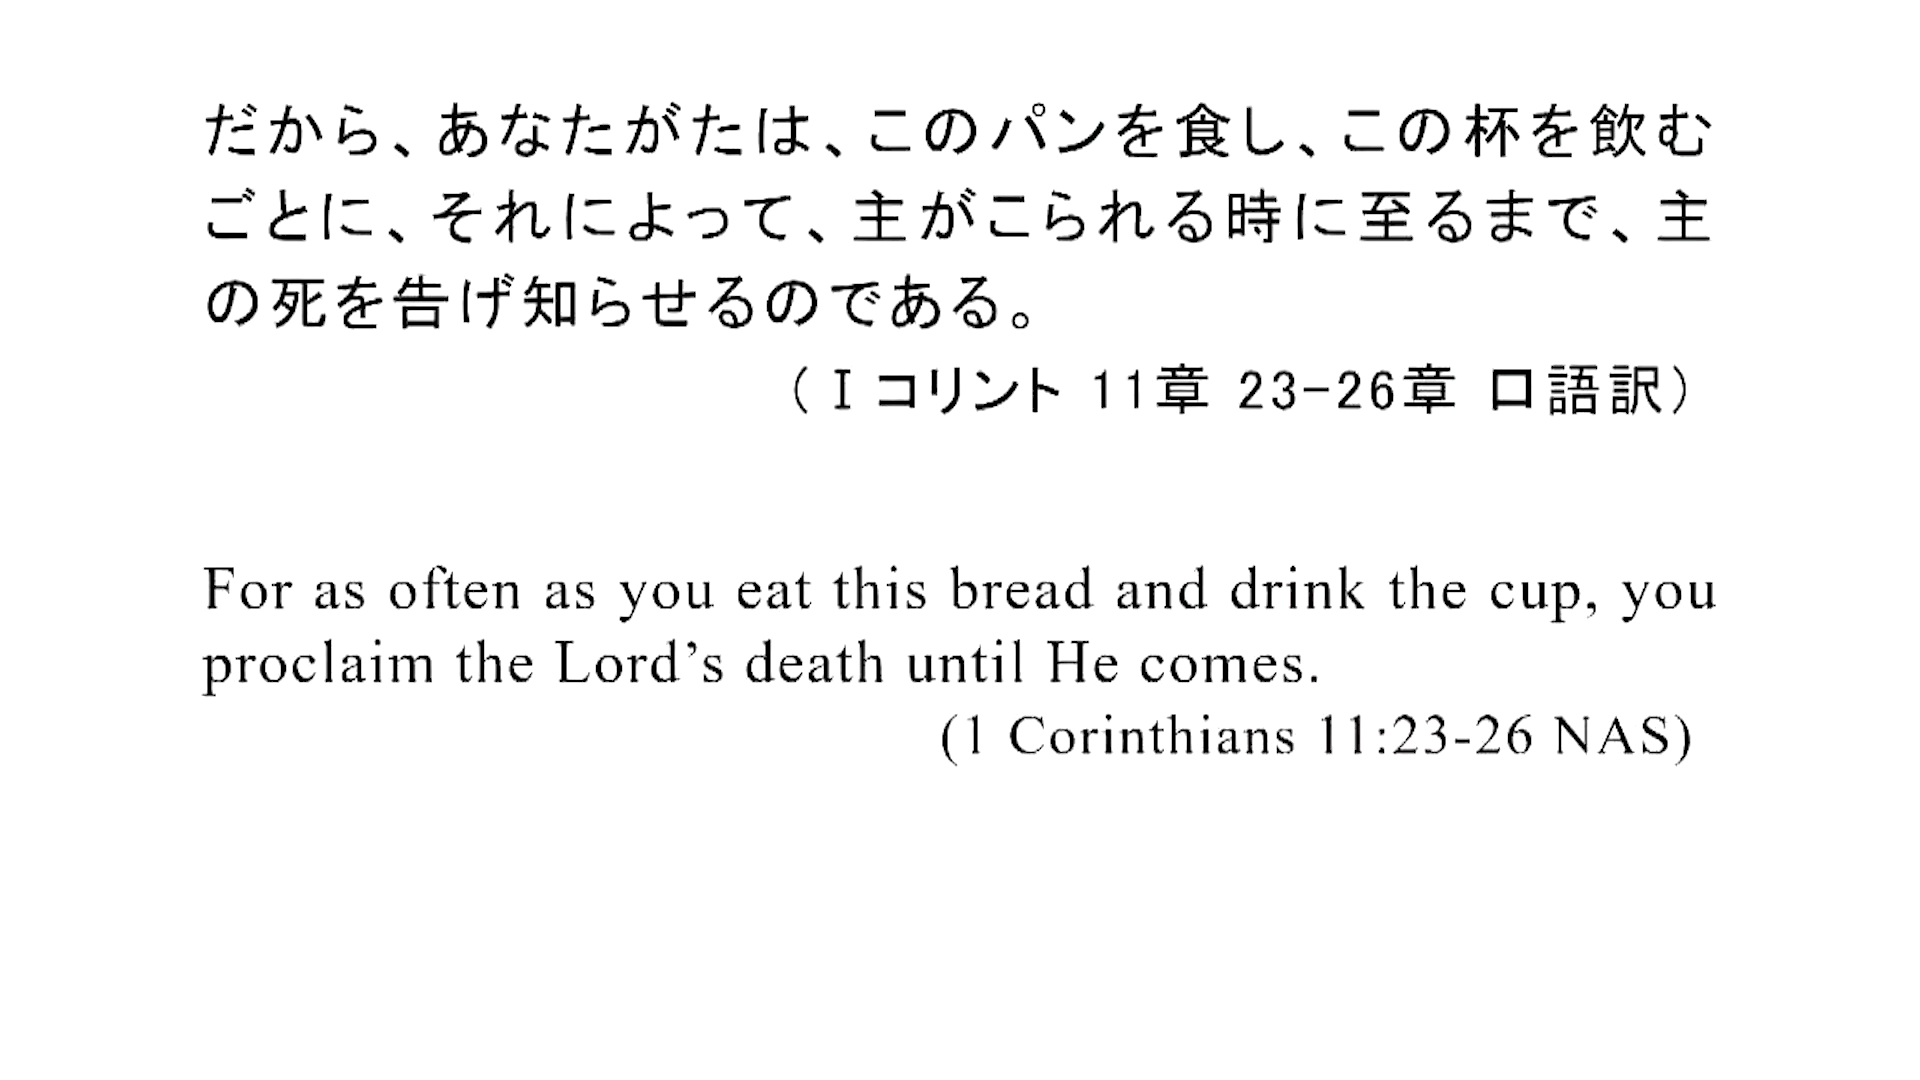 だから、あなたがたは、このパンを食し、この杯を飲む
ごとに、それによって、主がこられる時に至るまで、主
の死を告げ知らせるのである。
（Ⅰコリント 11章 23-26章 口語訳）
For as often as you eat this bread and drink the cup, you
proclaim the Lord’s death until He comes.
(1 Corinthians 11:23-26 NAS)